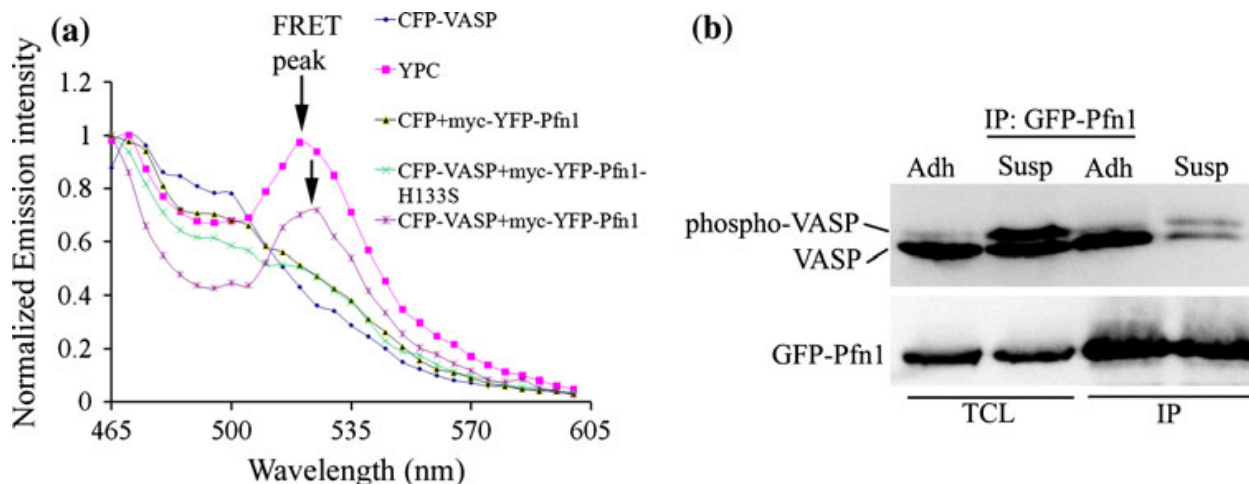 (a)
FRET
peak
CFP-VASP
YPC
CFP+myc-YFP-Pfn1
CFP-VASP+myc-YFP-Pfn1-
H133S
CFP-VASP+myc-YFP-Pfn1
Normalized Emission intensity
1.2
1
0.8
0.6
0.4
0.2
0
465 500 535 570 605
Wavelength (nm)
(b)
IP: GFP-Pfn1
Adh Susp Adh Susp
phospho-VASP
VASP
GFP-Pfn1
TCL IP